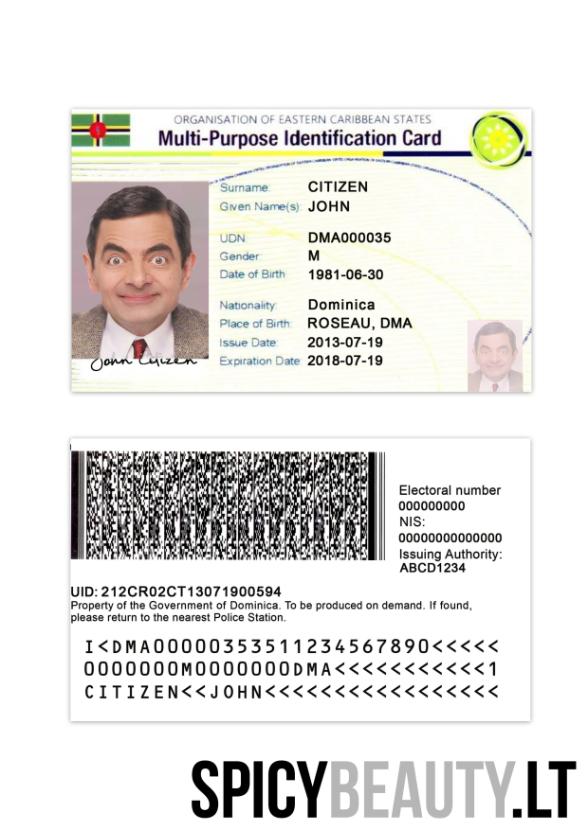 ORGANISATION OF EASTERN CARIBBEAN STATES
Multi-Purpose Identification Card
Surname: CITIZEN
Given Name(s): JOHN
UDN DMA000035
Gender: M
Date of Birth 1981-06-30
Nationality: Dominica
Place of Birth: ROSEAU, DMA
Issue Date: 2013-07-19
Expiration Date: 2018-07-19
John Citizen
Electoral number
000000000
NIS:
00000000000000
Issuing Authority:
ABCD1234
UID: 212CR02CT13071900594
Property of the Government of Dominica. To be produced on demand. If found,
please return to the nearest Police Station.
I<DMA00000353511234567890<<<<<
0000000M0000000DMA<<<<<<<<<<<1
CITIZEN<<JOHN<<<<<<<<<<<<<<<<<
SPICYBEAUTY.LT